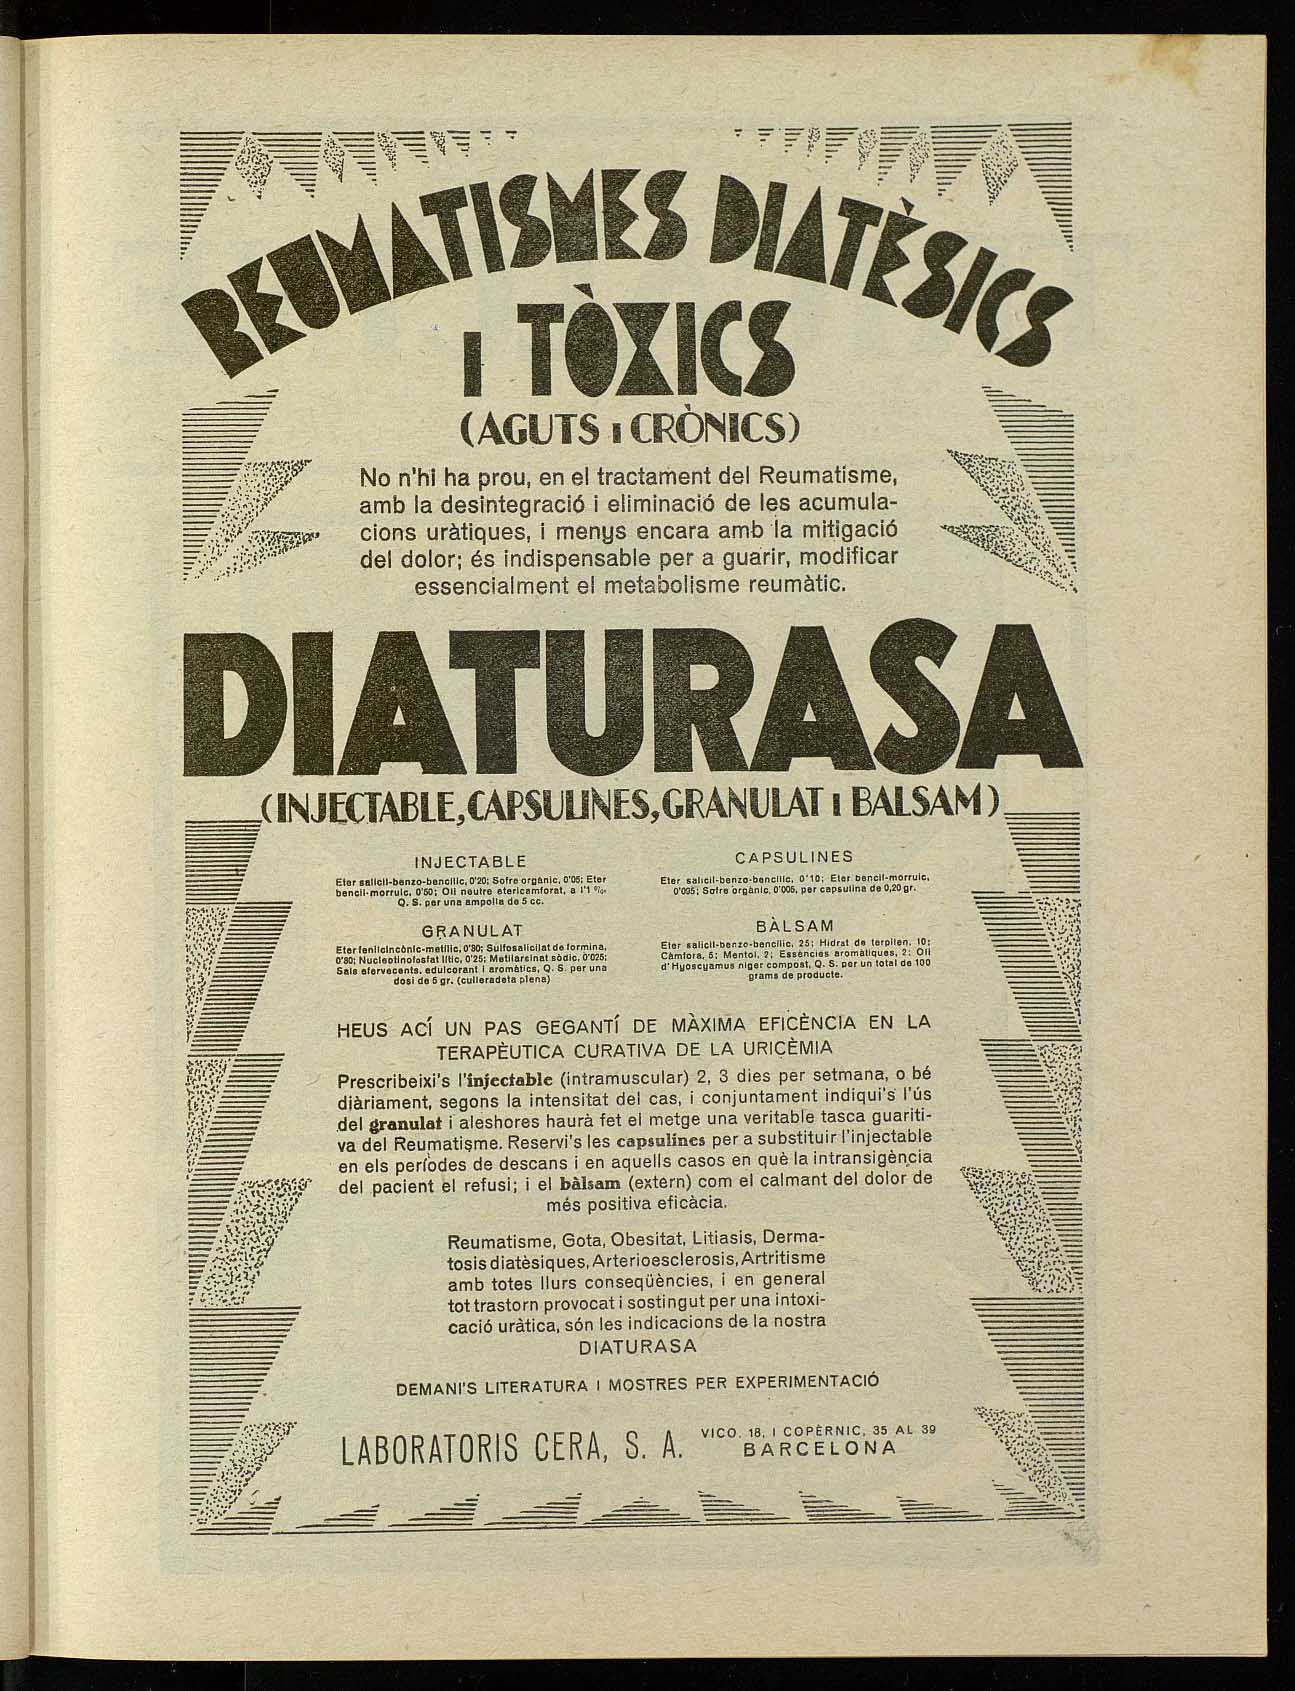 REUMATISMES DIATÈSICS
I TÒXICS
(AGUTS I CRÒNICS)
No n'hi ha prou, en el tractament del Reumatisme,
amb la desintegració i eliminació de les acumula-
cions uràtiques, i menys encara amb la mitigació
del dolor; és indispensable per a guarir, modificar
essencialment el metabolisme reumàtic.
DIATURASA
(INJECTABLE, CAPSULINES, GRANULAT I BALSAM)
INJECTABLE
Eter salicil-benzo-bencílic, 0'20; Sofre orgànic, 0'05; Eter
bencil-morruic, 0'50; Oli neutre etericamforat, a l'1 %,
Q. S. per una ampolla de 5 cc.
GRANULAT
Eter fenilcincònic-metílic, 0'80; Sulfosalicilat de formina,
0'80; Nucleotinofosfat lític, 0'25; Metilarsinat sòdic, 0'025;
Sals efervecents, edulcorant i aromàtics, Q. S. per una
dosi de 5 gr. (culleradeta plena)
CAPSULINES
Eter salicil-benzo-bencílic, 0'10; Eter bencil-morruic,
0'095; Sofre orgànic, 0'005, per capsulina de 0,20 gr.
BÀLSAM
Eter salicil-benzo-bencílic, 25; Hidrat de terpilen, 10;
Càmfora, 5; Mentol, 2; Essències aromàtiques, 2; Oli
d'Hyoscyamus niger compost, Q. S. per un total de 100
grams de producte.
HEUS ACÍ UN PAS GEGANTÍ DE MÀXIMA EFICÈNCIA EN LA
TERAPÈUTICA CURATIVA DE LA URICÈMIA
Prescribeixi's l'injectable (intramuscular) 2, 3 dies per setmana, o bé
diàriament, segons la intensitat del cas, i conjuntament indiqui's l'ús
del granulat i aleshores haurà fet el metge una veritable tasca guariti-
va del Reumatisme. Reservi's les capsulines per a substituir l'injectable
en els períodes de descans i en aquells casos en què la intransigència
del pacient el refusi; i el bàlsam (extern) com el calmant del dolor de
més positiva eficàcia.
Reumatisme, Gota, Obesitat, Litiasis, Derma-
tosis diatèsiques, Arterioesclerosis, Artritisme
amb totes llurs conseqüències, i en general
tot trastorn provocat i sostingut per una intoxi-
cació uràtica, són les indicacions de la nostra
DIATURASA
DEMANI'S LITERATURA I MOSTRES PER EXPERIMENTACIÓ
LABORATORIS CERA, S. A.
VICO, 18, I COPÈRNIC, 35 AL 39
BARCELONA